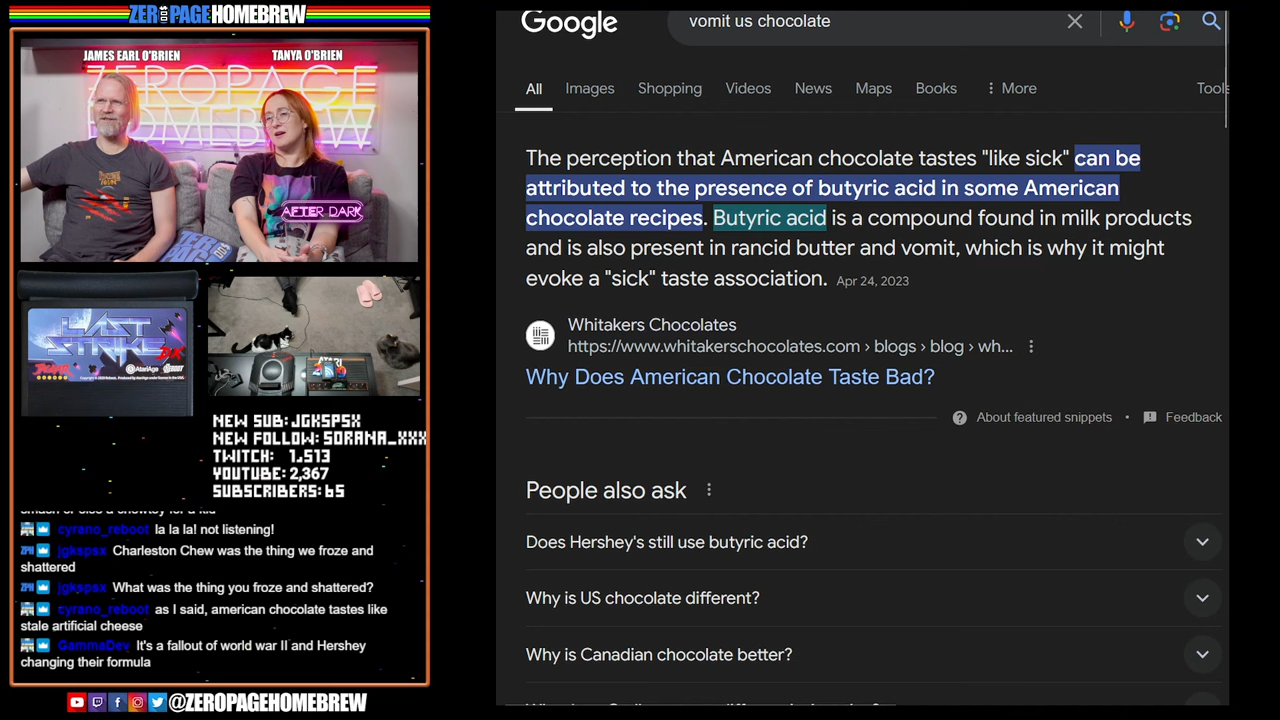 ZERO PAGE HOMEBREW
JAMES EARL O'BRIEN
TANYA O'BRIEN
ZEROPAGE
HOMEBREW
AFTER DARK
LAST
STRIKE DX
JAGUAR
AtariAge
REBOOT
ATARI
NEW SUB: JGKSPSX
NEW FOLLOW: SORANA_XXX
TWITCH: 1,513
YOUTUBE: 2,367
SUBSCRIBERS: 65
cyrano_reboot la la la! not listening!
jgkspsx Charleston Chew was the thing we froze and
shattered
jgkspsx What was the thing you froze and shattered?
cyrano_reboot as I said, american chocolate tastes like
stale artificial cheese
GammaDev It's a fallout of world war II and Hershey
changing their formula
@ZEROPAGEHOMEBREW
Google
vomit us chocolate
All
Images
Shopping
Videos
News
Maps
Books
More
Tools
The perception that American chocolate tastes "like sick" can be
attributed to the presence of butyric acid in some American
chocolate recipes. Butyric acid is a compound found in milk products
and is also present in rancid butter and vomit, which is why it might
evoke a "sick" taste association. Apr 24, 2023
Whitakers Chocolates
https://www.whitakerschocolates.com › blogs › blog › wh...
Why Does American Chocolate Taste Bad?
About featured snippets • Feedback
People also ask
Does Hershey's still use butyric acid?
Why is US chocolate different?
Why is Canadian chocolate better?